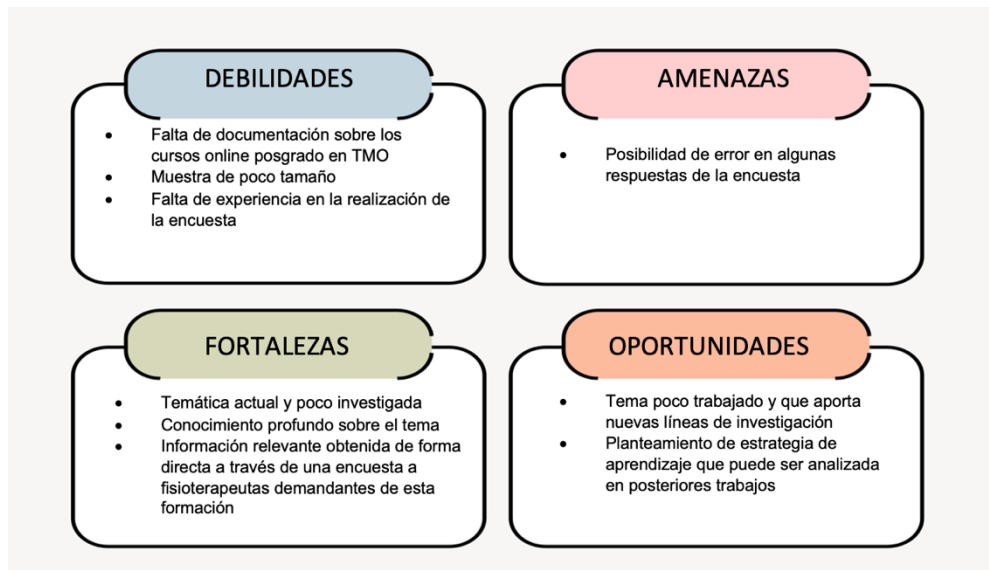 DEBILIDADES
• Falta de documentación sobre los
cursos online posgrado en TMO
• Muestra de poco tamaño
• Falta de experiencia en la realización de
la encuesta
AMENAZAS
• Posibilidad de error en algunas
respuestas de la encuesta
FORTALEZAS
• Temática actual y poco investigada
• Conocimiento profundo sobre el tema
• Información relevante obtenida de forma
directa a través de una encuesta a
fisioterapeutas demandantes de esta
formación
OPORTUNIDADES
• Tema poco trabajado y que aporta
nuevas líneas de investigación
• Planteamiento de estrategia de
aprendizaje que puede ser analizada
en posteriores trabajos